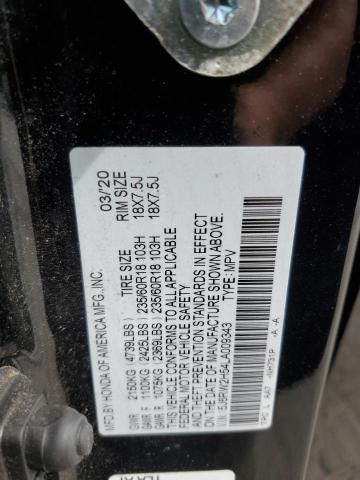 MFD. BY HONDA OF AMERICA MFG., INC. 03/'20
TIRE SIZE RIM SIZE
GVWR 2150KG (4739LBS)
GAWR F 1100KG (2425LBS) 235/60R18 103H 18X7.5J
GAWR R 1075KG (2369LBS) 235/60R18 103H 18X7.5J
THIS VEHICLE CONFORMS TO ALL APPLICABLE
FEDERAL MOTOR VEHICLE SAFETY
AND THEFT PREVENTION STANDARDS IN EFFECT
ON THE DATE OF MANUFACTURE SHOWN ABOVE.
V.I.N.: TYPE: MPV
NH731P -A -A